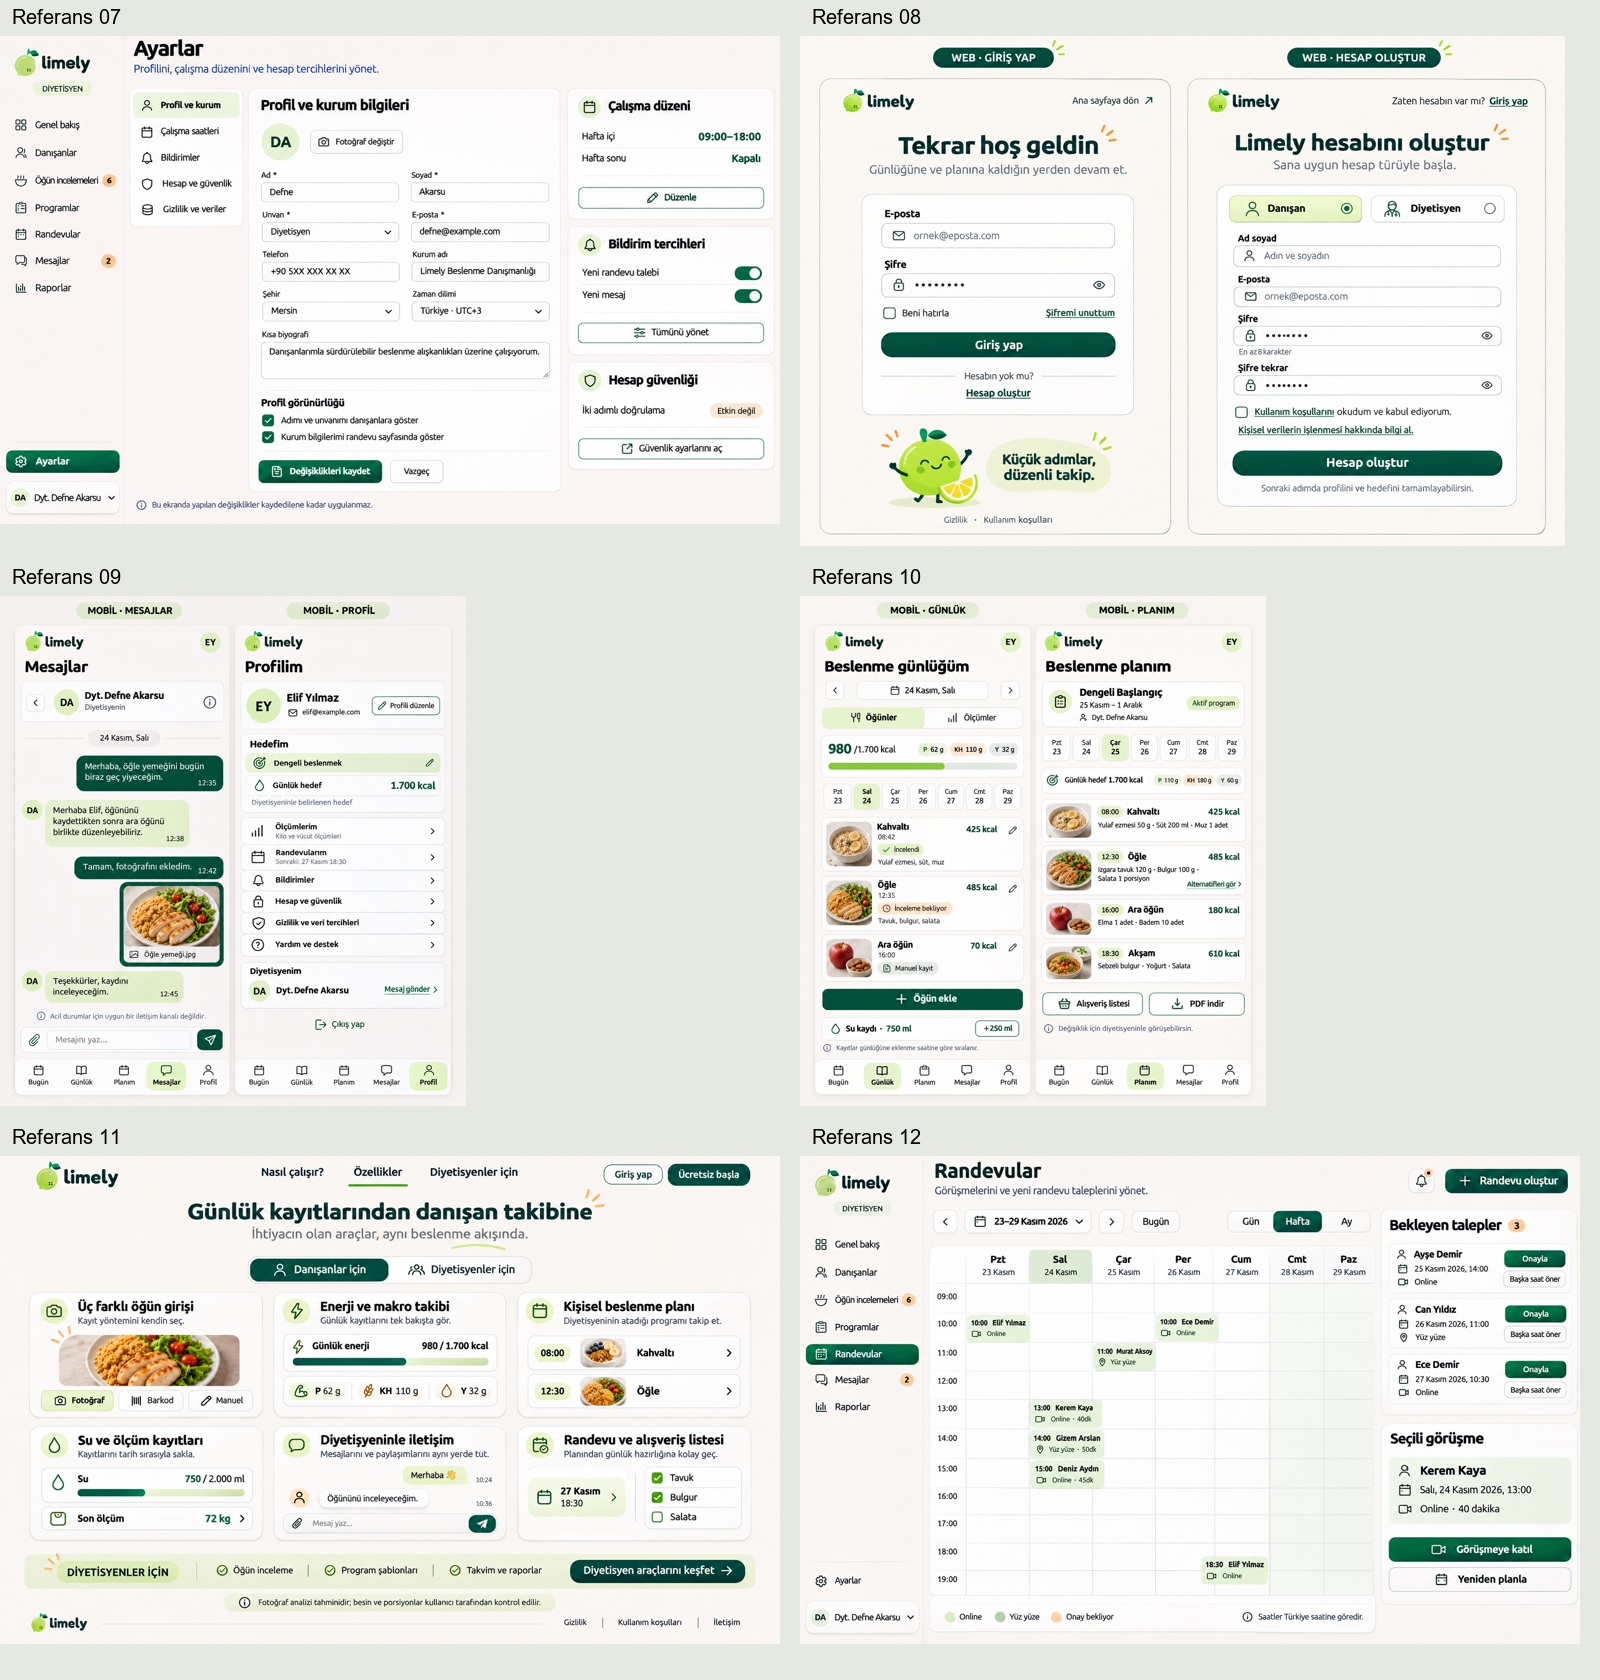 Referans 07
limely
DİYETİSYEN
Genel bakış
Danışanlar
Öğün incelemeleri 6
Programlar
Randevular
Mesajlar 2
Raporlar
Ayarlar
DA Dyt. Defne Akarsu
Ayarlar
Profilini, çalışma düzenini ve hesap tercihlerini yönet.
Profil ve kurum
Çalışma saatleri
Bildirimler
Hesap ve güvenlik
Gizlilik ve veriler
Profil ve kurum bilgileri
DA Fotoğraf değiştir
Ad * Soyad *
Defne Akarsu
Unvan * E-posta *
Diyetisyen defne@example.com
Telefon Kurum adı
+90 5XX XXX XX XX Limely Beslenme Danışmanlığı
Şehir Zaman dilimi
Mersin Türkiye · UTC+3
Kısa biyografi
Danışanlarımla sürdürülebilir beslenme alışkanlıkları üzerine çalışıyorum.
Profil görünürlüğü
Adımı ve unvanımı danışanlara göster
Kurum bilgilerimi randevu sayfasında göster
Değişiklikleri kaydet Vazgeç
Bu ekranda yapılan değişiklikler kaydedilene kadar uygulanmaz.
Çalışma düzeni
Hafta içi 09:00–18:00
Hafta sonu Kapalı
Düzenle
Bildirim tercihleri
Yeni randevu talebi
Yeni mesaj
Tümünü yönet
Hesap güvenliği
İki adımlı doğrulama Etkin değil
Güvenlik ayarlarını aç
Referans 08
WEB · GİRİŞ YAP
limely
Ana sayfaya dön
Tekrar hoş geldin
Günlüğüne ve planına kaldığın yerden devam et.
E-posta
ornek@eposta.com
Şifre
Beni hatırla Şifremi unuttum
Giriş yap
Hesabın yok mu?
Hesap oluştur
Küçük adımlar,
düzenli takip.
Gizlilik · Kullanım koşulları
WEB · HESAP OLUŞTUR
limely
Zaten hesabın var mı? Giriş yap
Limely hesabını oluştur
Sana uygun hesap türüyle başla.
Danışan Diyetisyen
Ad soyad
Adın ve soyadın
E-posta
ornek@eposta.com
Şifre
En az 8 karakter
Şifre tekrar
Kullanım koşullarını okudum ve kabul ediyorum.
Kişisel verilerin işlenmesi hakkında bilgi al.
Hesap oluştur
Sonraki adımda profilini ve hedefini tamamlayabilirsin.
Referans 09
MOBİL · MESAJLAR
limely EY
Mesajlar
DA Dyt. Defne Akarsu
Diyetisyenin
24 Kasım, Salı
Merhaba, öğle yemeğini bugün
biraz geç yiyeceğim.
12:35
DA Merhaba Elif, öğününü
kaydettikten sonra ara öğünü
birlikte düzenleyebiliriz.
12:38
Tamam, fotoğrafını ekledim. 12:42
Öğle yemeği.jpg
DA Teşekkürler, kaydını
inceleyeceğim. 12:45
Acil durumlar için uygun bir iletişim kanalı değildir.
Mesajını yaz...
Bugün Günlük Planım Mesajlar Profil
MOBİL · PROFİL
limely
Profilim
EY Elif Yılmaz
elif@example.com
Profili düzenle
Hedefim
Dengeli beslenmek
Günlük hedef 1.700 kcal
Diyetisyeninle belirlenen hedef
Ölçümlerim
Kilo ve vücut ölçümleri
Randevularım
Sonraki: 27 Kasım 18:30
Bildirimler
Hesap ve güvenlik
Gizlilik ve veri tercihleri
Yardım ve destek
Diyetisyenim
DA Dyt. Defne Akarsu Mesaj gönder
Çıkış yap
Bugün Günlük Planım Mesajlar Profil
Referans 10
MOBİL · GÜNLÜK
limely EY
Beslenme günlüğüm
24 Kasım, Salı
Öğünler Ölçümler
980 /1.700 kcal P 62 g KH 110 g Y 32 g
Pzt Sal Çar Per Cum Cmt Paz
23 24 25 26 27 28 29
Kahvaltı 425 kcal
08:42
İncelendi
Yulaf ezmesi, süt, muz
Öğle 485 kcal
12:35
İnceleme bekliyor
Tavuk, bulgur, salata
Ara öğün 70 kcal
16:00
Manuel kayıt
+ Öğün ekle
Su kaydı · 750 ml +250 ml
Kayıtlar günlüğüne eklenme saatine göre sıralanır.
Bugün Günlük Planım Mesajlar Profil
MOBİL · PLANIM
limely EY
Beslenme planım
Dengeli Başlangıç
25 Kasım – 1 Aralık
Dyt. Defne Akarsu
Aktif program
Pzt Sal Çar Per Cum Cmt Paz
23 24 25 26 27 28 29
Günlük hedef 1.700 kcal P 110 g KH 180 g Y 60 g
08:00 Kahvaltı 425 kcal
Yulaf ezmesi 50 g · Süt 200 ml · Muz 1 adet
12:30 Öğle 485 kcal
Izgara tavuk 120 g · Bulgur 100 g ·
Salata 1 porsiyon
Alternatifleri gör
16:00 Ara öğün 180 kcal
Elma 1 adet · Badem 10 adet
18:30 Akşam 610 kcal
Sebzeli bulgur · Yoğurt · Salata
Alışveriş listesi PDF indir
Değişiklik için diyetisyeninle görüşebilirsin.
Bugün Günlük Planım Mesajlar Profil
Referans 11
limely
Nasıl çalışır? Özellikler Diyetisyenler için
Giriş yap Ücretsiz başla
Günlük kayıtlarından danışan takibine
İhtiyacın olan araçlar, aynı beslenme akışında.
Danışanlar için Diyetisyenler için
Üç farklı öğün girişi
Kayıt yöntemini kendin seç.
Fotoğraf Barkod Manuel
Enerji ve makro takibi
Günlük kayıtlarını tek bakışta gör.
Günlük enerji 980 / 1.700 kcal
P 62 g KH 110 g Y 32 g
Kişisel beslenme planı
Diyetisyeninin atadığı programı takip et.
08:00 Kahvaltı
12:30 Öğle
Su ve ölçüm kayıtları
Kayıtlarını tarih sırasıyla sakla.
Su 750 / 2.000 ml
Son ölçüm 72 kg
Diyetişyeninle iletişim
Mesajlarını ve paylaşımlarını aynı yerde tut.
Merhaba 👋 10:24
Öğününü inceleyeceğim. 10:36
Mesaj yaz...
Randevu ve alışveriş listesi
Planından günlük hazırlığına kolay geç.
27 Kasım
18:30
Tavuk
Bulgur
Salata
DİYETİSYENLER İÇİN
Öğün inceleme
Program şablonları
Takvim ve raporlar
Diyetisyen araçlarını keşfet →
Fotoğraf analizi tahminidir; besin ve porsiyonlar kullanıcı tarafından kontrol edilir.
limely
Gizlilik | Kullanım koşulları | İletişim
Referans 12
limely
DİYETİSYEN
Genel bakış
Danışanlar
Öğün incelemeleri 6
Programlar
Randevular
Mesajlar 2
Raporlar
Ayarlar
DA Dyt. Defne Akarsu
Randevular
Görüşmelerini ve yeni randevu taleplerini yönet.
+ Randevu oluştur
23–29 Kasım 2026
Bugün
Gün Hafta Ay
Pzt Sal Çar Per Cum Cmt Paz
23 Kasım 24 Kasım 25 Kasım 26 Kasım 27 Kasım 28 Kasım 29 Kasım
09:00
10:00
11:00
12:00
13:00
14:00
15:00
16:00
17:00
18:00
19:00
10:00 Elif Yılmaz
Online
10:00 Ece Demir
Online
11:00 Murat Aksoy
Yüz yüze
13:00 Kerem Kaya
Online · 40dk
14:00 Gizem Arslan
Yüz yüze · 50dk
15:00 Deniz Aydın
Online · 45dk
18:30 Elif Yılmaz
Online
Online Yüz yüze Onay bekliyor
Saatler Türkiye saatine göredir.
Bekleyen talepler 3
Ayşe Demir
25 Kasım 2026, 14:00
Online
Onayla
Başka saat öner
Can Yıldız
26 Kasım 2026, 11:00
Yüz yüze
Onayla
Başka saat öner
Ece Demir
27 Kasım 2026, 10:30
Online
Onayla
Başka saat öner
Seçili görüşme
Kerem Kaya
Salı, 24 Kasım 2026, 13:00
Online · 40 dakika
Görüşmeye katıl
Yeniden planla